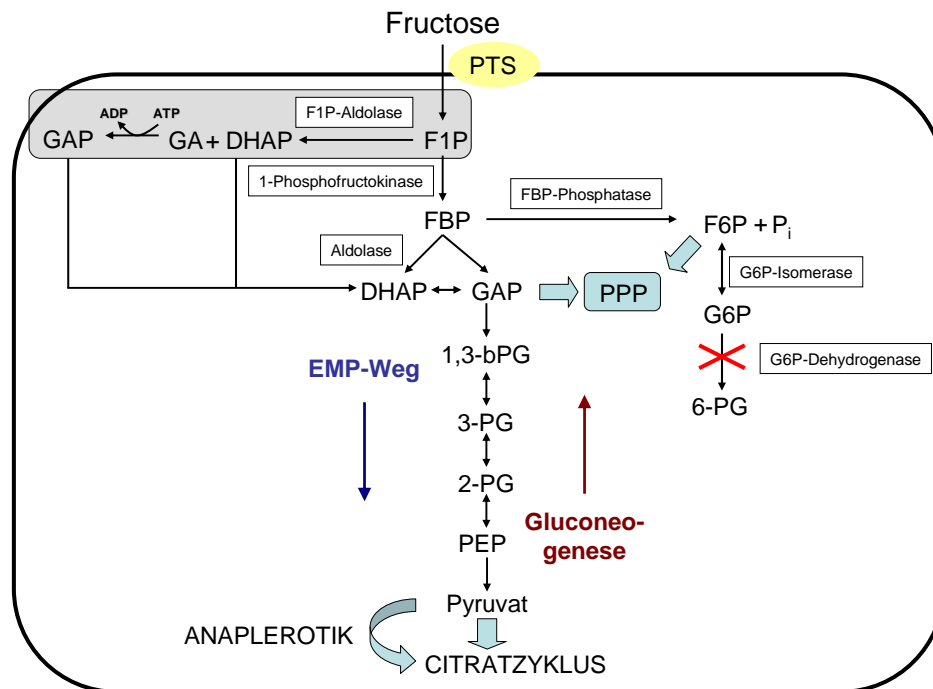 Fructose
PTS
F1P-Aldolase
ADP ATP
GAP GA + DHAP F1P
1-Phosphofructokinase
FBP-Phosphatase
FBP F6P + Pi
Aldolase
G6P-Isomerase
DHAP GAP PPP
G6P
1,3-bPG
EMP-Weg
G6P-Dehydrogenase
6-PG
3-PG
2-PG
Gluconeo-
genese
PEP
Pyruvat
ANAPLEROTIK
CITRATZYKLUS